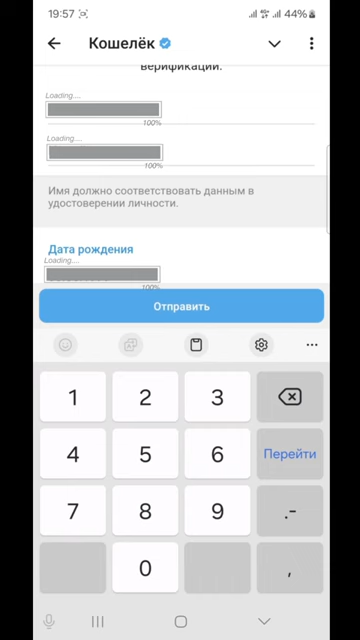 19:57 44%
Кошелёк
верификации.
Loading....
100%
Loading....
100%
Имя должно соответствовать данным в
удостоверении личности.
Дата рождения
Loading....
100%
Отправить
1 2 3
4 5 6 Перейти
7 8 9 .-
0 ,